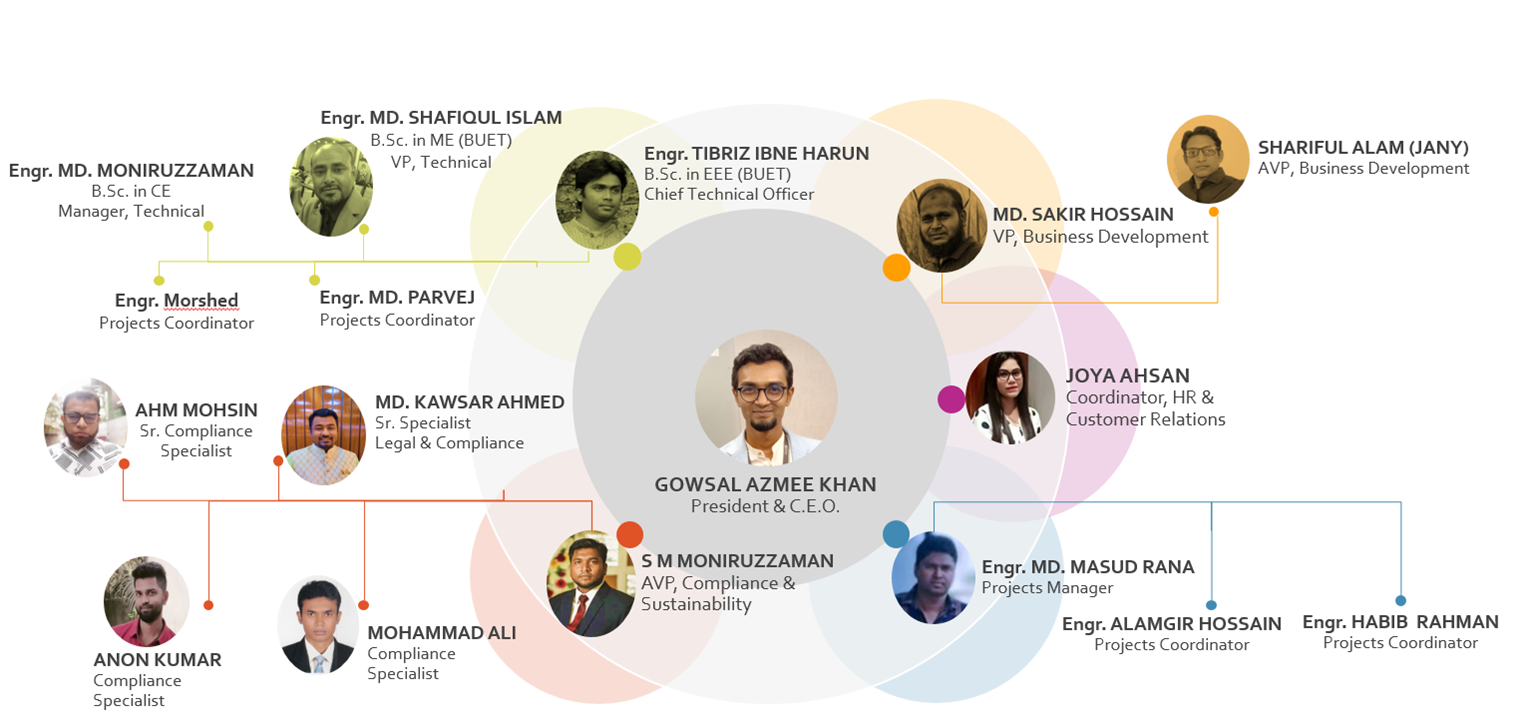 Engr. MD. SHAFIQUL ISLAM
B.Sc. in ME (BUET)
VP, Technical
Engr. MD. MONIRUZZAMAN
B.Sc. in CE
Manager, Technical
Engr. TIBRIZ IBNE HARUN
B.Sc. in EEE (BUET)
Chief Technical Officer
SHARIFUL ALAM (JANY)
AVP, Business Development
MD. SAKIR HOSSAIN
VP, Business Development
Engr. Morshed
Projects Coordinator
Engr. MD. PARVEJ
Projects Coordinator
JOYA AHSAN
Coordinator, HR &
Customer Relations
AHM MOHSIN
Sr. Compliance
Specialist
MD. KAWSAR AHMED
Sr. Specialist
Legal & Compliance
GOWSAL AZMEE KHAN
President & C.E.O.
S M MONIRUZZAMAN
AVP, Compliance &
Sustainability
Engr. MD. MASUD RANA
Projects Manager
Engr. ALAMGIR HOSSAIN
Projects Coordinator
Engr. HABIB RAHMAN
Projects Coordinator
ANON KUMAR
Compliance
Specialist
MOHAMMAD ALI
Compliance
Specialist